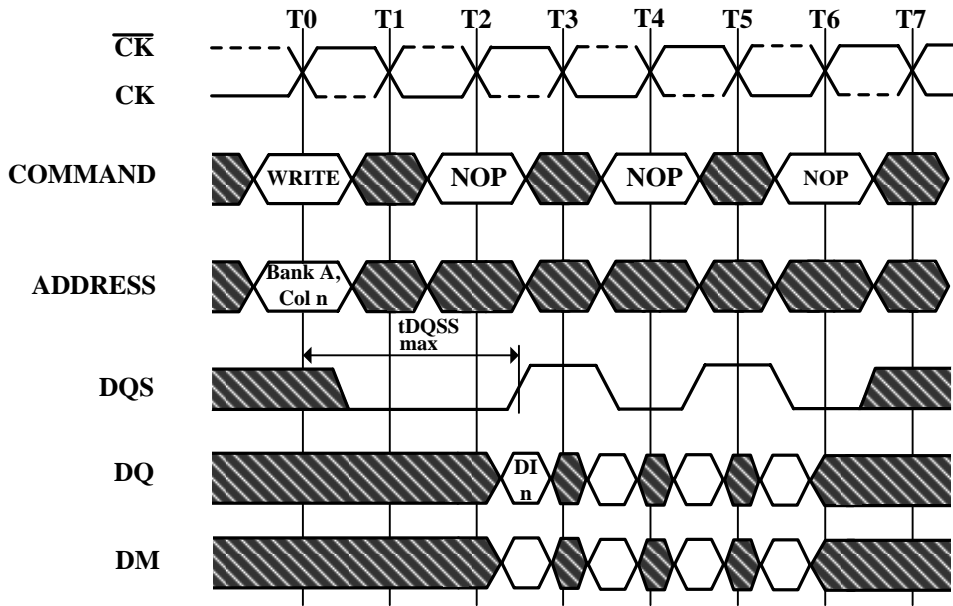 T0 T1 T2 T3 T4 T5 T6 T7
CK
CK
COMMAND WRITE NOP NOP NOP
ADDRESS Bank A,
Col n
tDQSS
max
DQS
DQ DI
n
DM